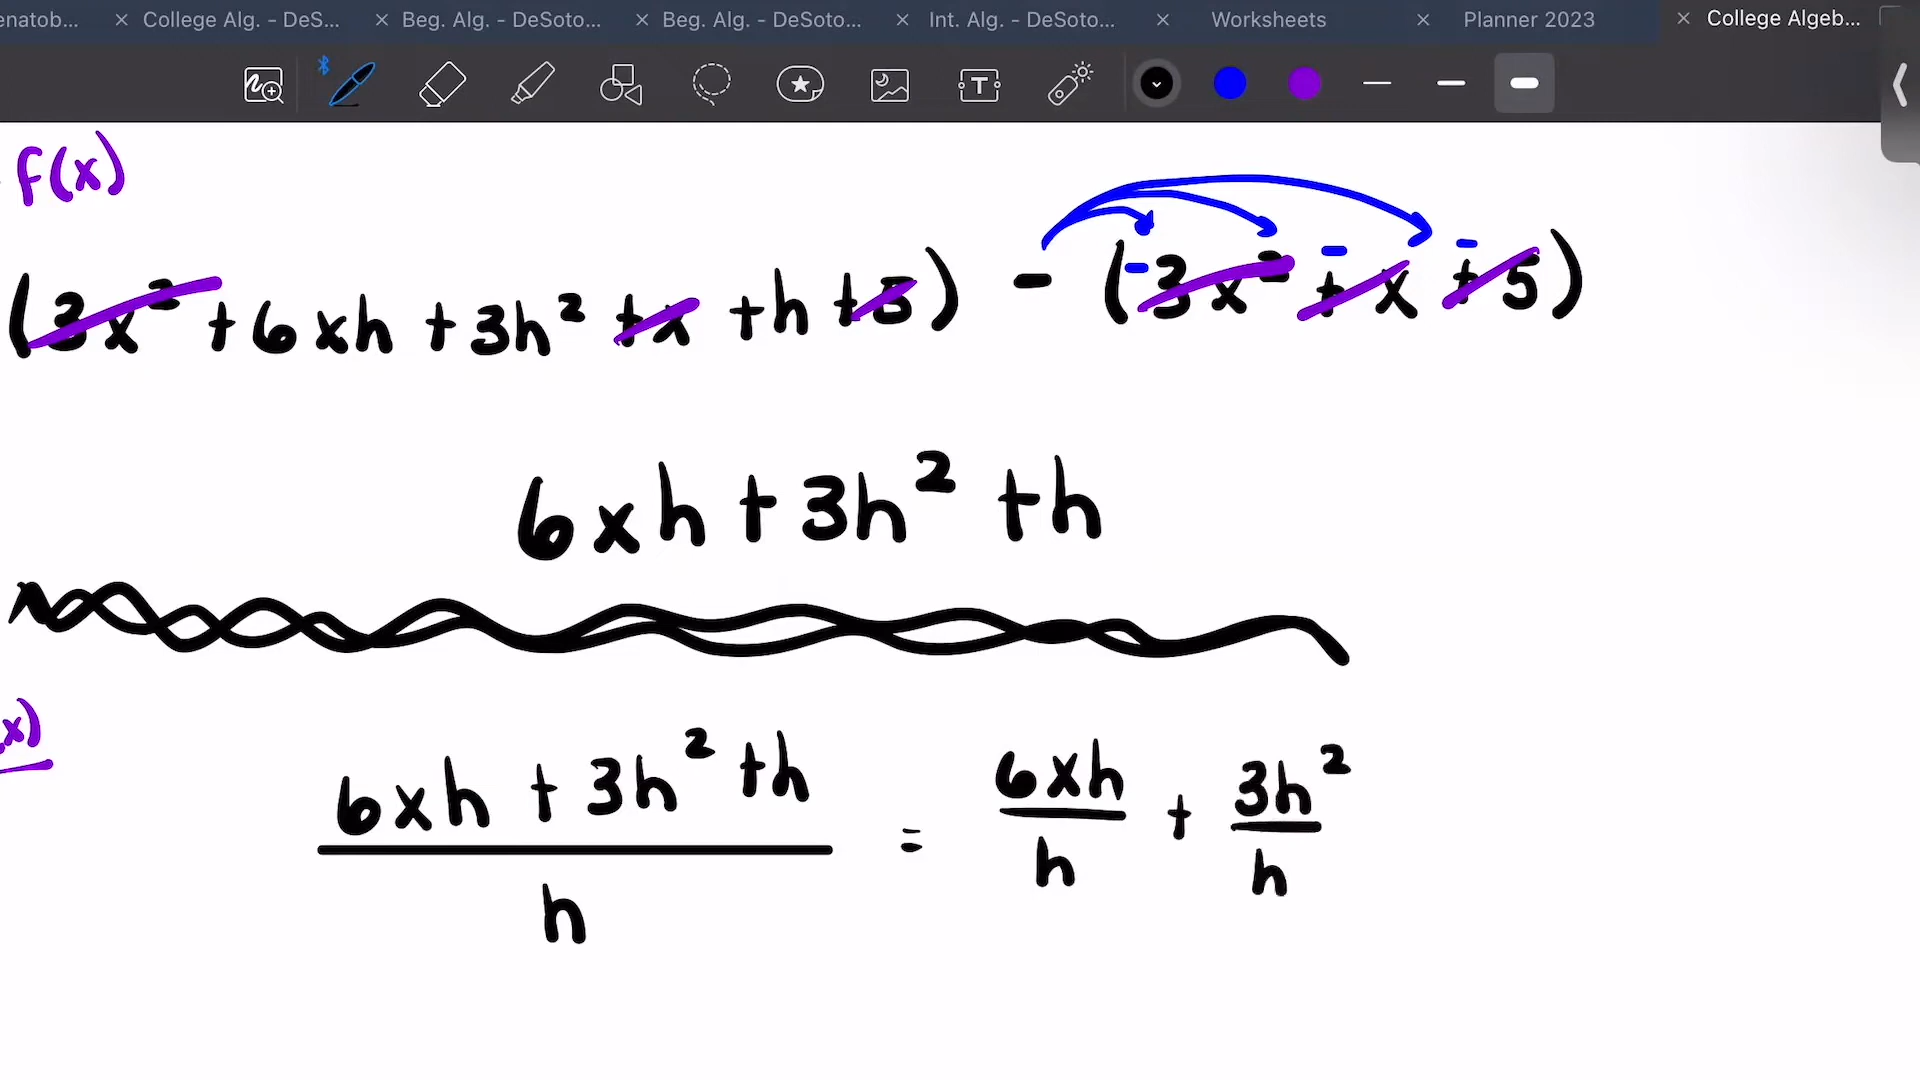 enatob... × College Alg. - DeS... × Beg. Alg. - DeSoto... × Beg. Alg. - DeSoto... × Int. Alg. - DeSoto... × Worksheets × Planner 2023 × College Algeb...
f(x)
(3x² + 6xh + 3h² + x + h + 5) - (3x² + x + 5)
6xh + 3h² + h
x)
(6xh + 3h² + h)/h = 6xh/h + 3h²/h